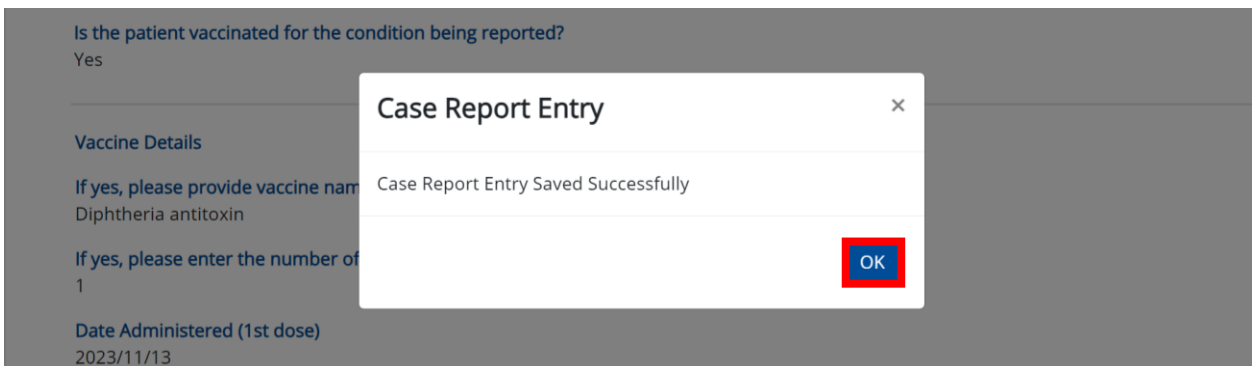 Is the patient vaccinated for the condition being reported?
Yes
Case Report Entry
×
Vaccine Details
If yes, please provide vaccine nam
Case Report Entry Saved Successfully
Diphtheria antitoxin
If yes, please enter the number of
OK
1
Date Administered (1st dose)
2023/11/13